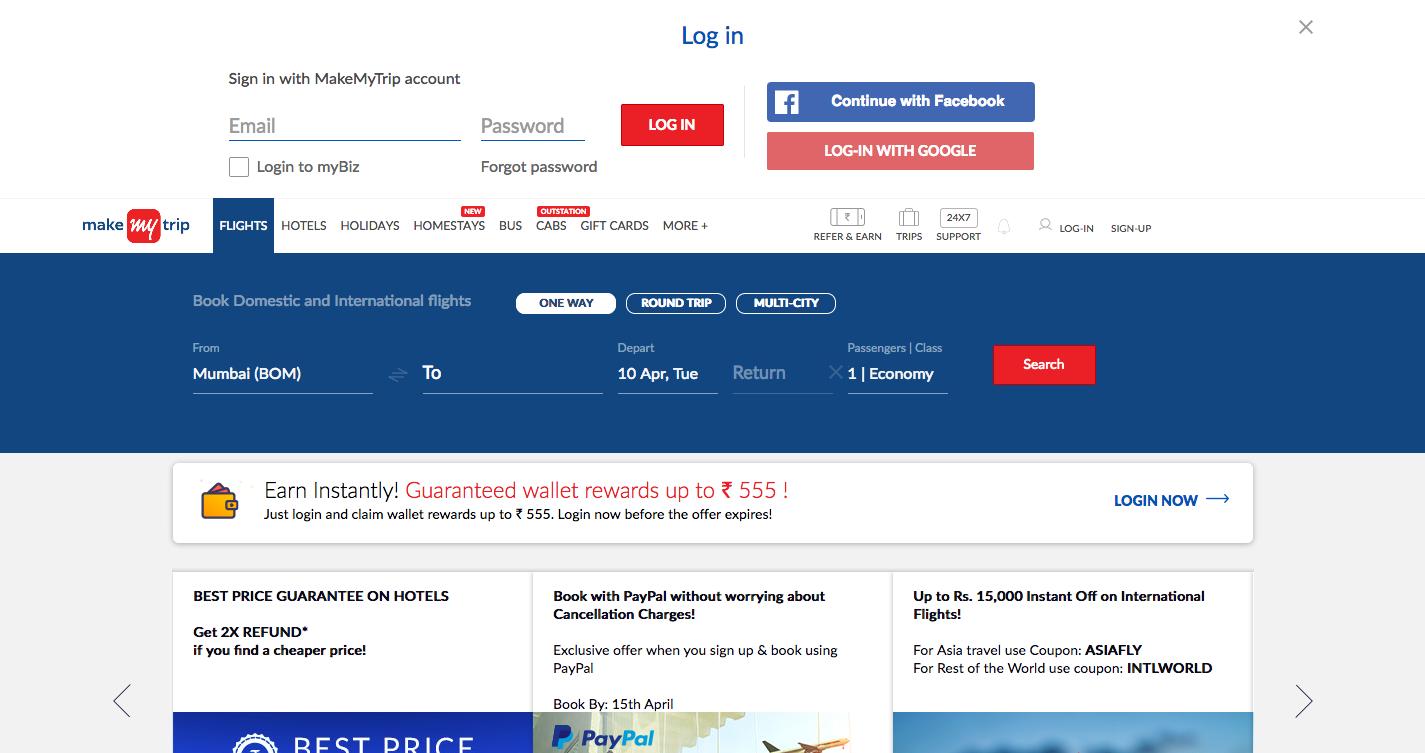 Log in
Sign in with MakeMyTrip account
Email
Password
LOG IN
Login to myBiz
Forgot password
Continue with Facebook
LOG-IN WITH GOOGLE
make my trip
FLIGHTS
HOTELS
HOLIDAYS
NEW
HOMESTAYS
BUS
OUTSTATION
CABS
GIFT CARDS
MORE +
REFER & EARN
TRIPS
24X7
SUPPORT
LOG-IN
SIGN-UP
Book Domestic and International flights
ONE WAY
ROUND TRIP
MULTI-CITY
From
Mumbai (BOM)
To
Depart
10 Apr, Tue
Return
Passengers | Class
1 | Economy
Search
Earn Instantly! Guaranteed wallet rewards up to ₹ 555 !
Just login and claim wallet rewards up to ₹ 555. Login now before the offer expires!
LOGIN NOW
BEST PRICE GUARANTEE ON HOTELS
Get 2X REFUND*
if you find a cheaper price!
BEST PRICE
Book with PayPal without worrying about
Cancellation Charges!
Exclusive offer when you sign up & book using
PayPal
Book By: 15th April
PayPal
Up to Rs. 15,000 Instant Off on International
Flights!
For Asia travel use Coupon: ASIAFLY
For Rest of the World use coupon: INTLWORLD